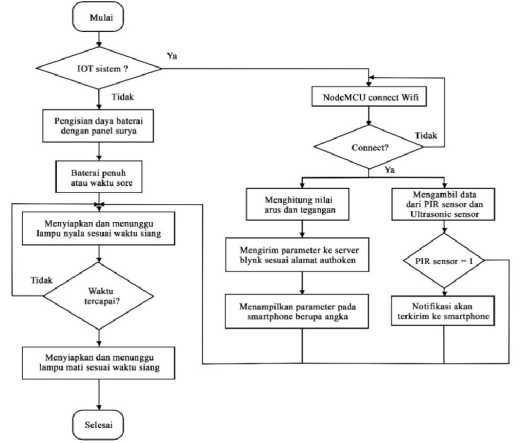 Mulai
IOT sistem ?
Ya
Tidak
Pengisian daya baterai
dengan panel surya
Baterai penuh
atau waktu sore
Menyiapkan dan menunggu
lampu nyala sesuai waktu siang
Tidak
Waktu
tercapai?
Menyiapkan dan menunggu
lampu mati sesuai waktu siang
Selesai
NodeMCU connect Wifi
Tidak
Connect?
Ya
Menghitung nilai
arus dan tegangan
Mengirim parameter ke server
blynk sesuai alamat authoken
Menampilkan parameter pada
smartphone berupa angka
Mengambil data
dari PIR sensor dan
Ultrasonic sensor
PIR sensor = 1
Notifikasi akan
terkirim ke smartphone